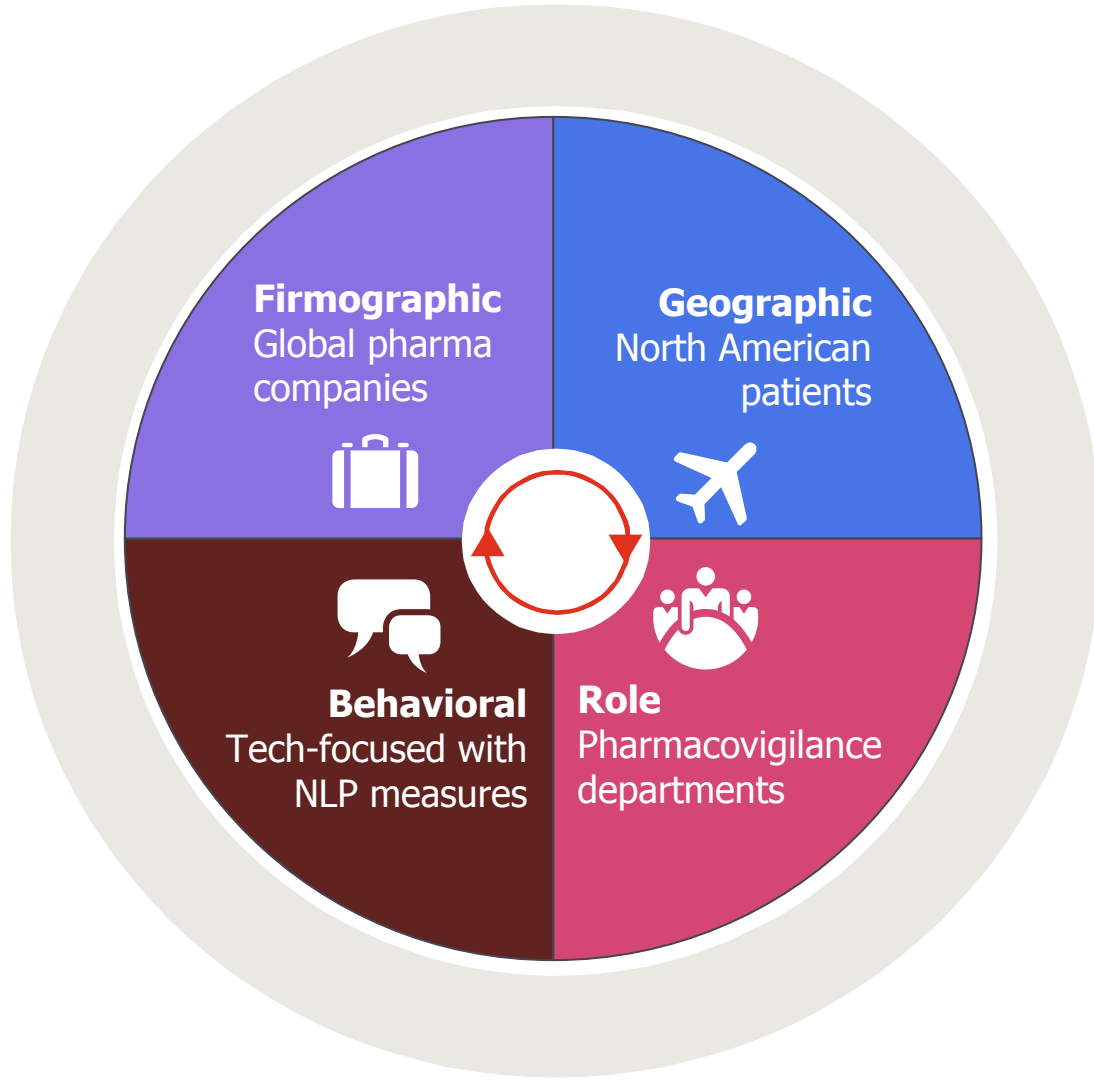 Firmographic
Global pharma
companies
Geographic
North American
patients
Behavioral
Tech-focused with
NLP measures
Role
Pharmacovigilance
departments